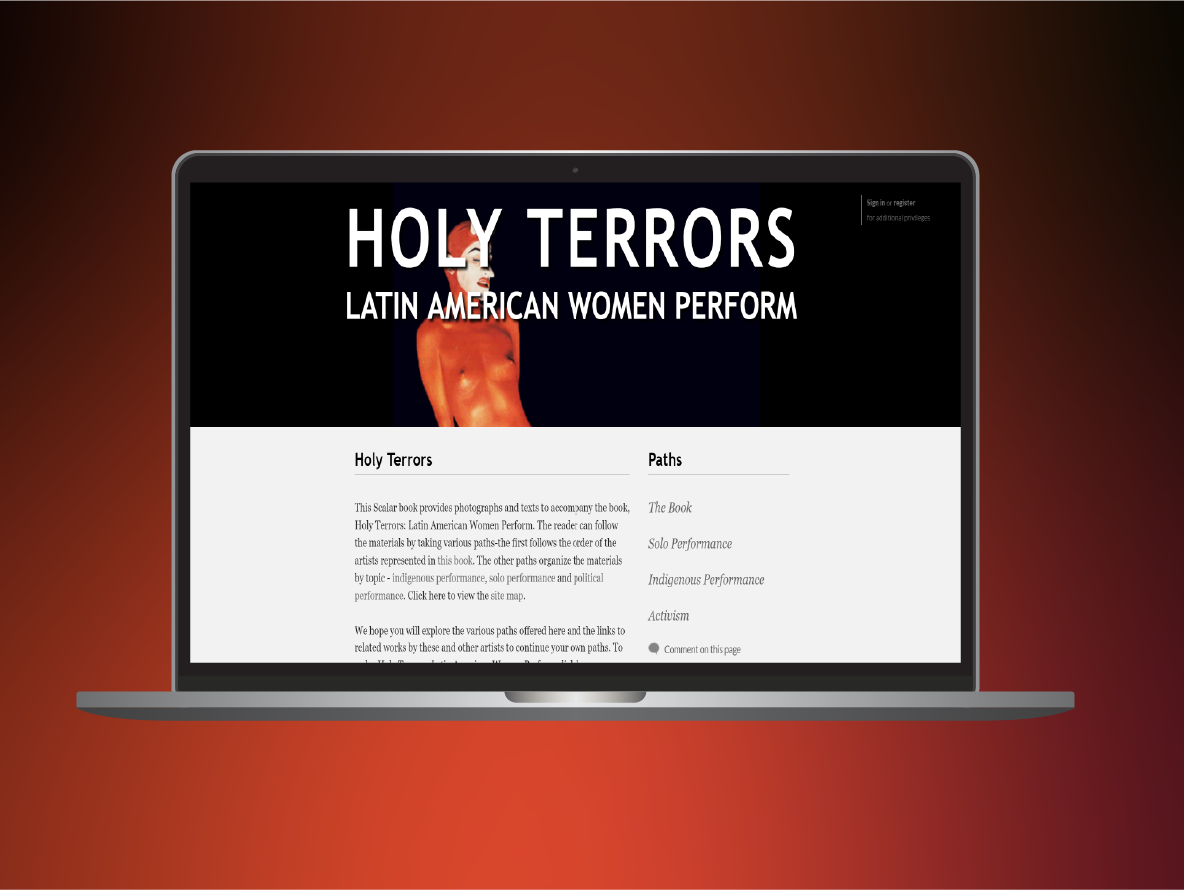 HOLY TERRORS
LATIN AMERICAN WOMEN PERFORM
Sign in or register
for additional privileges
Holy Terrors
This Scalar book provides photographs and texts to accompany the book,
Holy Terrors: Latin American Women Perform. The reader can follow
the materials by taking various paths-the first follows the order of the
artists represented in this book. The other paths organize the materials
by topic - indigenous performance, solo performance and political
performance. Click here to view the site map.
We hope you will explore the various paths offered here and the links to
related works by these and other artists to continue your own paths. To
Paths
The Book
Solo Performance
Indigenous Performance
Activism
Comment on this page